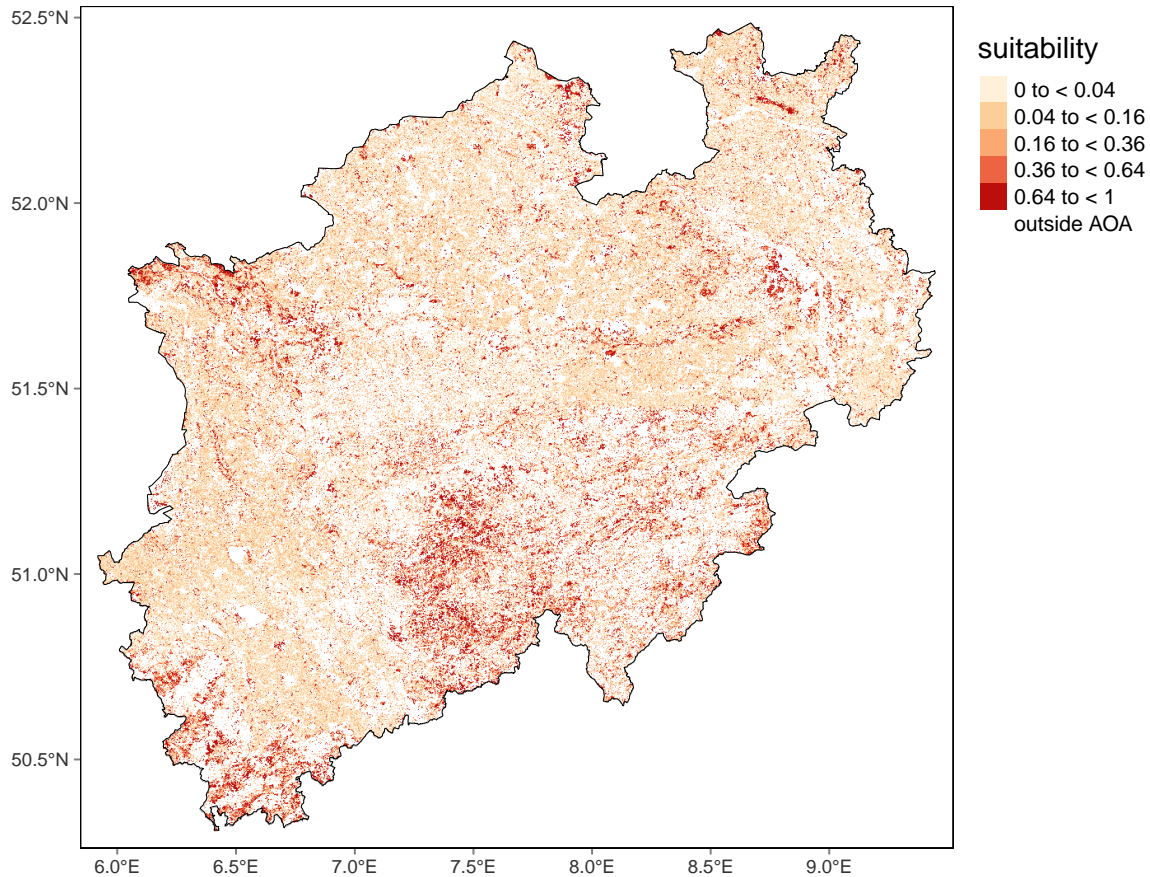 suitability
0 to < 0.04
0.04 to < 0.16
0.16 to < 0.36
0.36 to < 0.64
0.64 to < 1
outside AOA
52.5°N
52.0°N
51.5°N
51.0°N
50.5°N
6.0°E 6.5°E 7.0°E 7.5°E 8.0°E 8.5°E 9.0°E